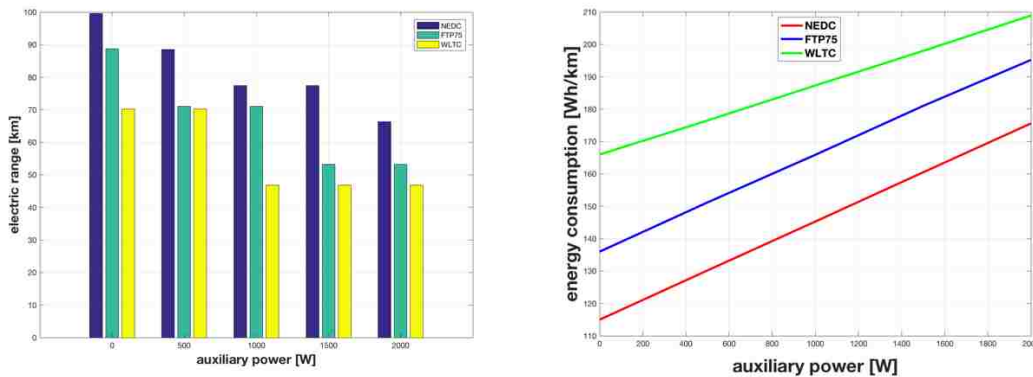 100
90
80
70
60
50
40
30
20
10
0
electric range [km]
NEDC
FTP75
WLTC
0 500 1000 1500 2000
auxiliary power [W]
210
200
190
180
170
160
150
140
130
120
110
energy consumption [Wh/km]
NEDC
FTP75
WLTC
0 200 400 600 800 1000 1200 1400 1600 1800 2000
auxiliary power [W]